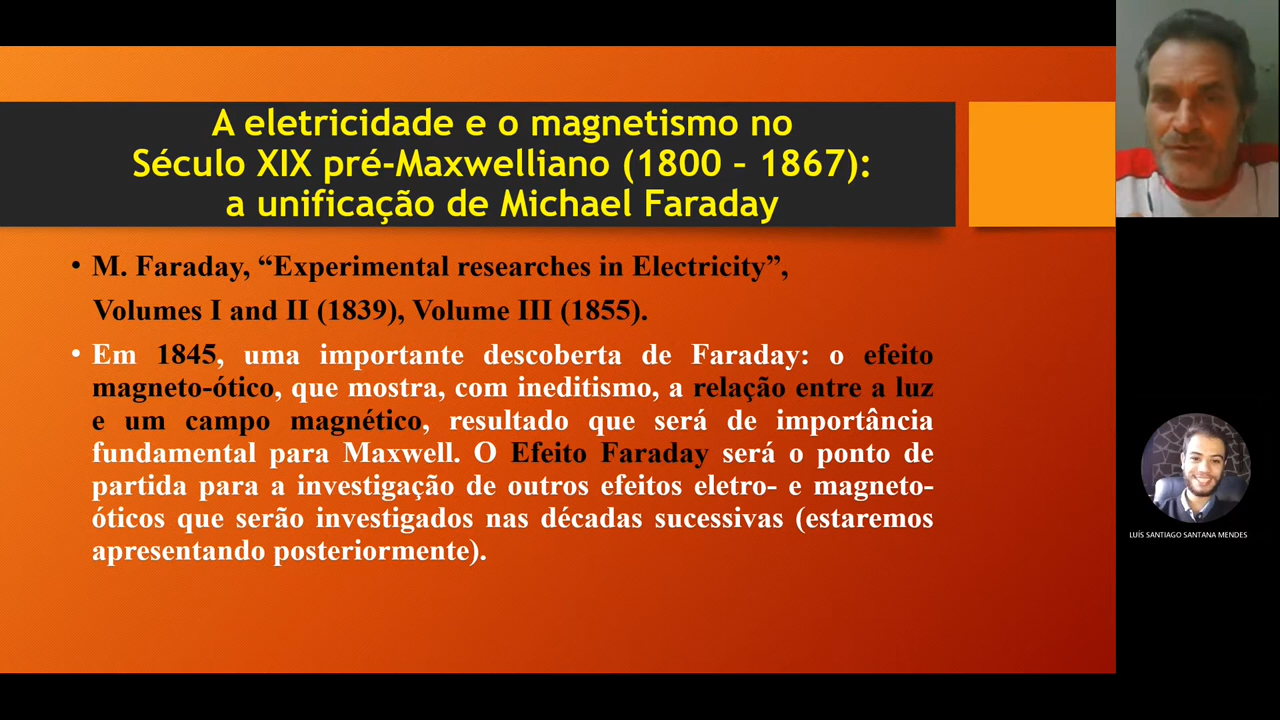 A eletricidade e o magnetismo no
Século XIX pré-Maxwelliano (1800 – 1867):
a unificação de Michael Faraday
• M. Faraday, “Experimental researches in Electricity”,
Volumes I and II (1839), Volume III (1855).
• Em 1845, uma importante descoberta de Faraday: o efeito
magneto-ótico, que mostra, com ineditismo, a relação entre a luz
e um campo magnético, resultado que será de importância
fundamental para Maxwell. O Efeito Faraday será o ponto de
partida para a investigação de outros efeitos eletro- e magneto-
óticos que serão investigados nas décadas sucessivas (estaremos
apresentando posteriormente).
LUÍS SANTIAGO SANTANA MENDES